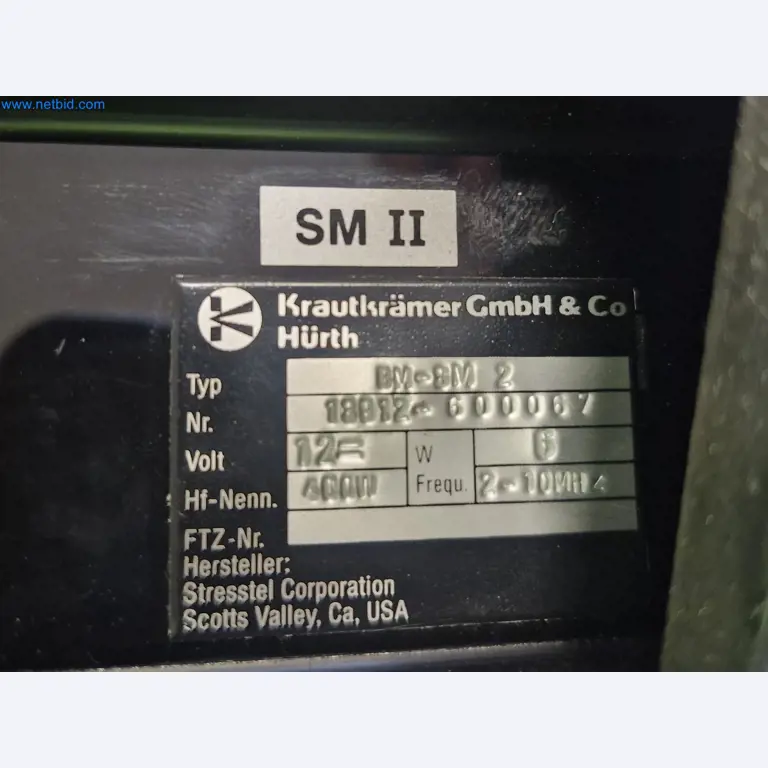 www.netbid.com
SM II
Krautkrämer GmbH & Co
Hürth
Typ BM-SM 2
Nr. 18812-600067
Volt 12= W 6
Hf-Nenn. 400W Frequ. 2-10MHz
FTZ-Nr.
Hersteller:
Stresstel Corporation
Scotts Valley, Ca, USA